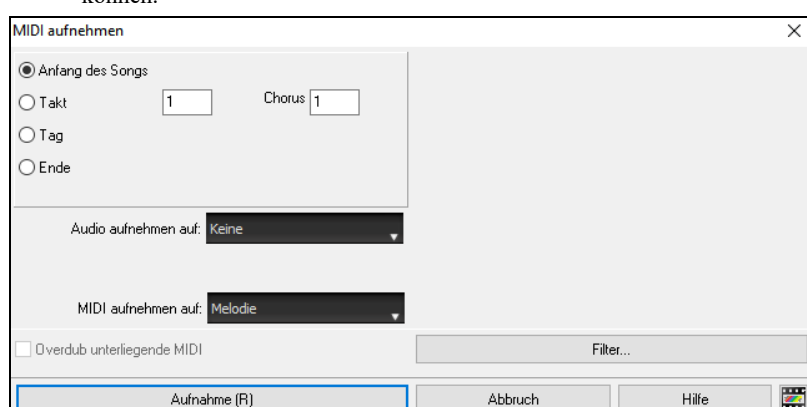 können.
MIDI aufnehmen
Anfang des Songs
Takt 1 Chorus 1
Tag
Ende
Audio aufnehmen auf: Keine
MIDI aufnehmen auf: Melodie
Overdub unterliegende MIDI Filter...
Aufnahme (R) Abbruch Hilfe